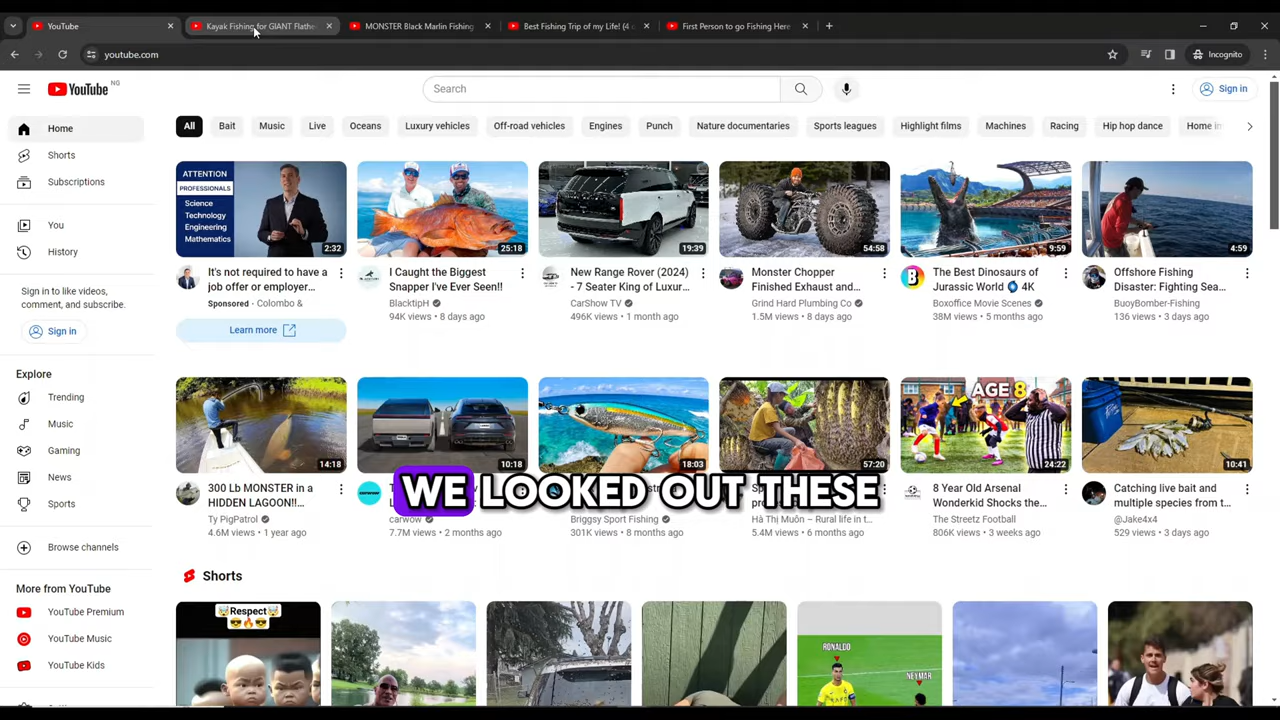 YouTube
Kayak Fishing for GIANT Flathe
MONSTER Black Marlin Fishing
Best Fishing Trip of my Life! (4
First Person to go Fishing Here
youtube.com
Incognito
YouTube NG
Search
Sign in
Home
Shorts
Subscriptions
You
History
Sign in to like videos,
comment, and subscribe.
Sign in
Explore
Trending
Music
Gaming
News
Sports
Browse channels
More from YouTube
YouTube Premium
YouTube Music
YouTube Kids
All
Bait
Music
Live
Oceans
Luxury vehicles
Off-road vehicles
Engines
Punch
Nature documentaries
Sports leagues
Highlight films
Machines
Racing
Hip hop dance
Home
ATTENTION
PROFESSIONALS
Science
Technology
Engineering
Mathematics
2:32
It's not required to have a
job offer or employer...
Sponsored · Colombo &
Learn more
25:18
I Caught the Biggest
Snapper I've Ever Seen!!
BlacktipH
94K views • 8 days ago
19:39
New Range Rover (2024)
- 7 Seater King of Luxur...
CarShow TV
496K views • 1 month ago
54:58
Monster Chopper
Finished Exhaust and...
Grind Hard Plumbing Co
1.5M views • 8 days ago
9:59
The Best Dinosaurs of
Jurassic World 4K
Boxoffice Movie Scenes
38M views • 5 months ago
4:59
Offshore Fishing
Disaster: Fighting Sea...
BuoyBomber-Fishing
136 views • 3 days ago
14:18
300 Lb MONSTER in a
HIDDEN LAGOON!!...
Ty PigPatrol
4.6M views • 1 year ago
10:18
carwow
7.7M views • 2 months ago
18:03
Briggsy Sport Fishing
301K views • 8 months ago
57:20
Hà Thị Muôn – Rural life in t...
5.4M views • 6 months ago
AGE 8
24:22
8 Year Old Arsenal
Wonderkid Shocks the...
The Streetz Football
806K views • 3 weeks ago
10:41
Catching live bait and
multiple species from t...
@Jake4x4
529 views • 3 days ago
WE LOOKED OUT THESE
Shorts
Respect
RONALDO
NEYMAR